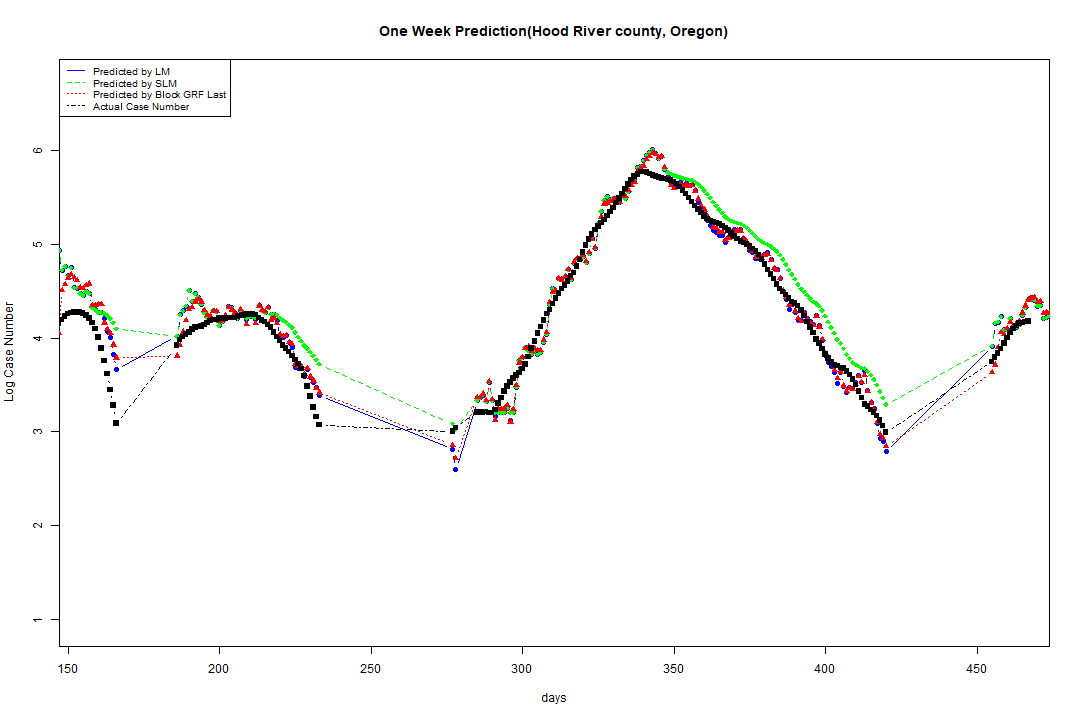 One Week Prediction(Hood River county, Oregon)
Predicted by LM
Predicted by SLM
Predicted by Block GRF Last
Actual Case Number
6
5
4
3
2
1
Log Case Number
150 200 250 300 350 400 450
days